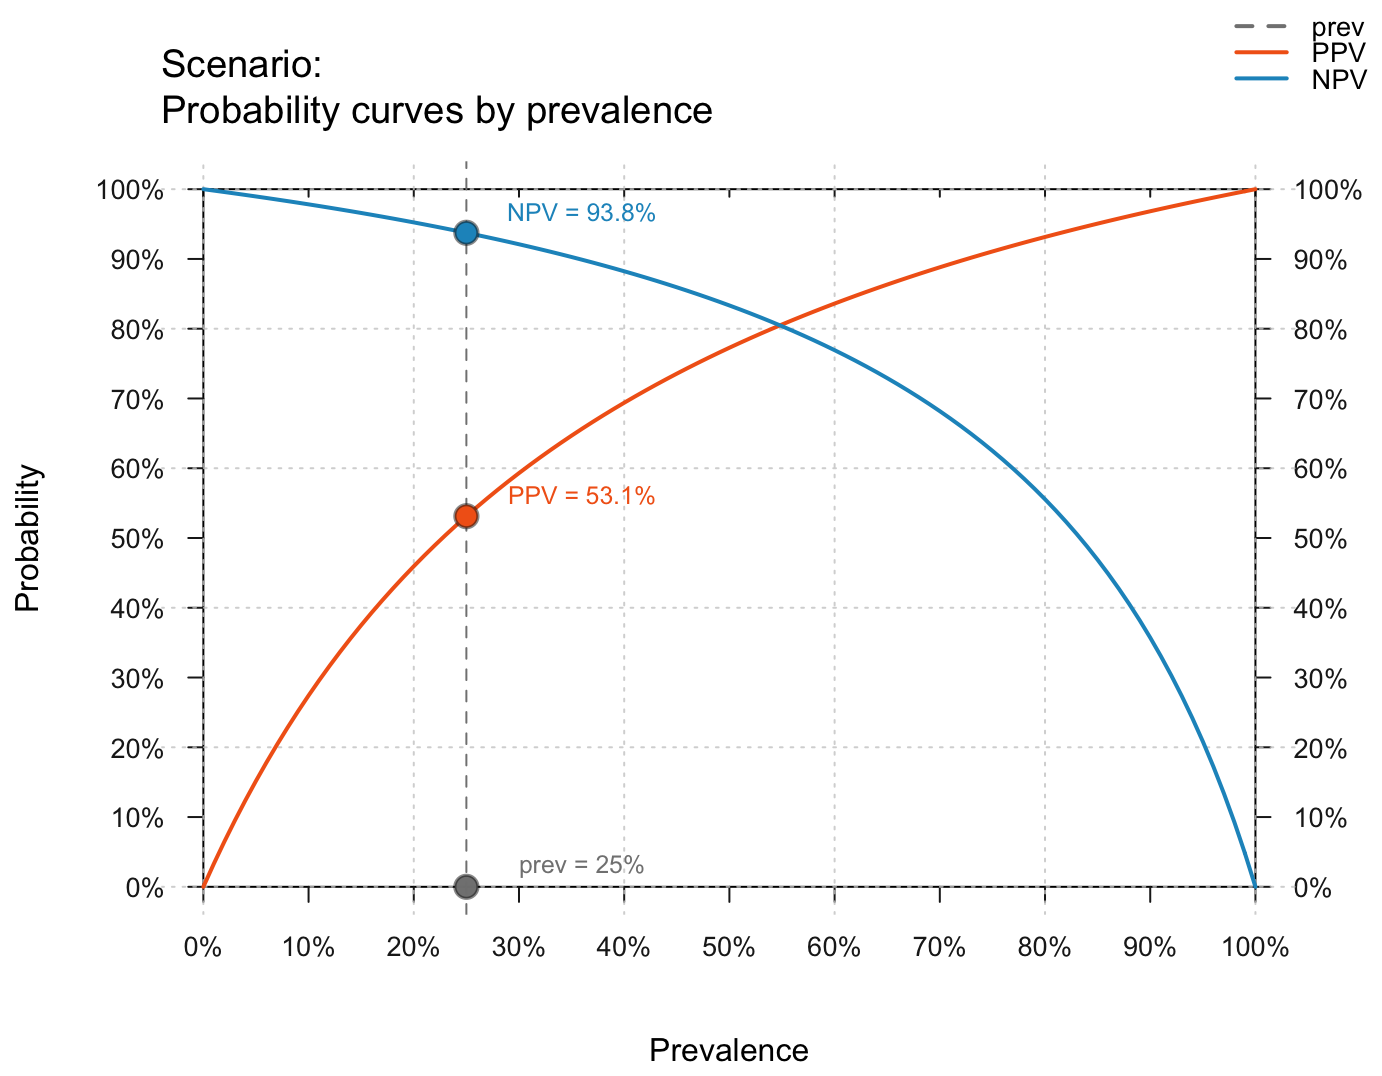 prev
PPV
NPV
Scenario:
Probability curves by prevalence
100%
90%
80%
70%
60%
50%
40%
30%
20%
10%
0%
Probability
NPV = 93.8%
PPV = 53.1%
prev = 25%
100%
90%
80%
70%
60%
50%
40%
30%
20%
10%
0%
0% 10% 20% 30% 40% 50% 60% 70% 80% 90% 100%
Prevalence